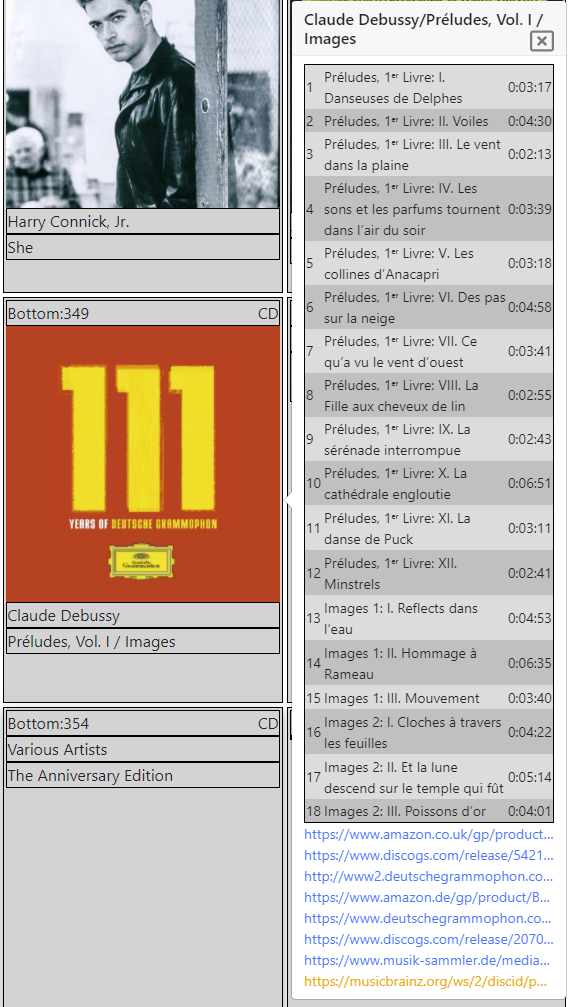 Harry Connick, Jr.
She
Bottom:349
CD
111
YEARS OF DEUTSCHE GRAMMOPHON
Deutsche
Grammophon
Claude Debussy
Préludes, Vol. I / Images
Bottom:354
CD
Various Artists
The Anniversary Edition
Claude Debussy/Préludes, Vol. I /
Images
1 Préludes, 1er Livre: I. 0:03:17
Danseuses de Delphes
2 Préludes, 1er Livre: II. Voiles 0:04:30
3 Préludes, 1er Livre: III. Le vent 0:02:13
dans la plaine
4 Préludes, 1er Livre: IV. Les 0:03:39
sons et les parfums tournent
dans l’air du soir
5 Préludes, 1er Livre: V. Les 0:03:18
collines d’Anacapri
6 Préludes, 1er Livre: VI. Des pas 0:04:58
sur la neige
7 Préludes, 1er Livre: VII. Ce 0:03:41
qu’a vu le vent d’ouest
8 Préludes, 1er Livre: VIII. La 0:02:55
Fille aux cheveux de lin
9 Préludes, 1er Livre: IX. La 0:02:43
sérénade interrompue
10 Préludes, 1er Livre: X. La 0:06:51
cathédrale engloutie
11 Préludes, 1er Livre: XI. La 0:03:11
danse de Puck
12 Préludes, 1er Livre: XII. 0:02:41
Minstrels
13 Images 1: I. Reflects dans 0:04:53
l’eau
14 Images 1: II. Hommage à 0:06:35
Rameau
15 Images 1: III. Mouvement 0:03:40
16 Images 2: I. Cloches à travers 0:04:22
les feuilles
17 Images 2: II. Et la lune 0:05:14
descend sur le temple qui fût
18 Images 2: III. Poissons d’or 0:04:01
https://www.amazon.co.uk/gp/product...
https://www.discogs.com/release/5421...
http://www2.deutschegrammophon.co...
https://www.amazon.de/gp/product/B...
https://www.deutschegrammophon.co...
https://www.discogs.com/release/2070...
https://www.musik-sammler.de/media...
https://musicbrainz.org/ws/2/discid/p...